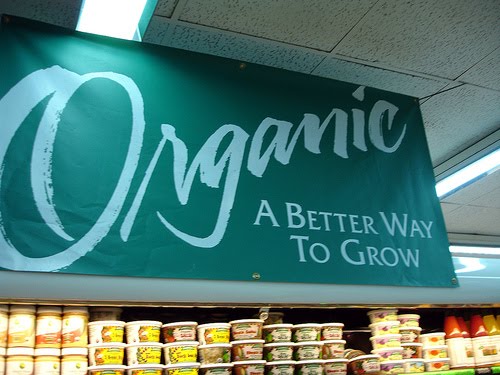 Organic
A BETTER WAY
TO GROW